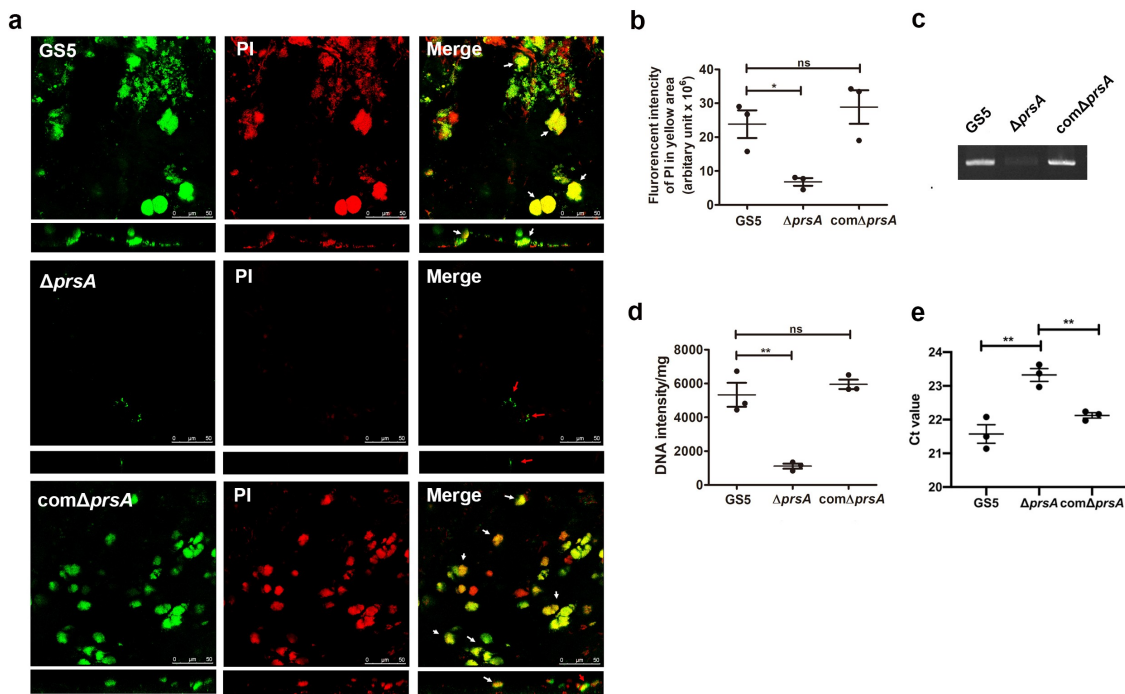 a
GS5
PI
Merge
0 µm 50
0 µm 50
0 µm 50
ΔprsA
PI
Merge
0 µm 50
0 µm 50
0 µm 50
comΔprsA
PI
Merge
0 µm 50
0 µm 50
0 µm 50
b
Flurorencent intencity
of PI in yellow area
(arbitary unit x 10⁶)
40
30
20
10
0
ns
*
GS5 ΔprsA comΔprsA
c
GS5 ΔprsA comΔprsA
d
DNA intensity/mg
8000
6000
4000
2000
0
ns
**
GS5 ΔprsA comΔprsA
e
Ct value
24
23
22
21
20
**
**
GS5 ΔprsA comΔprsA